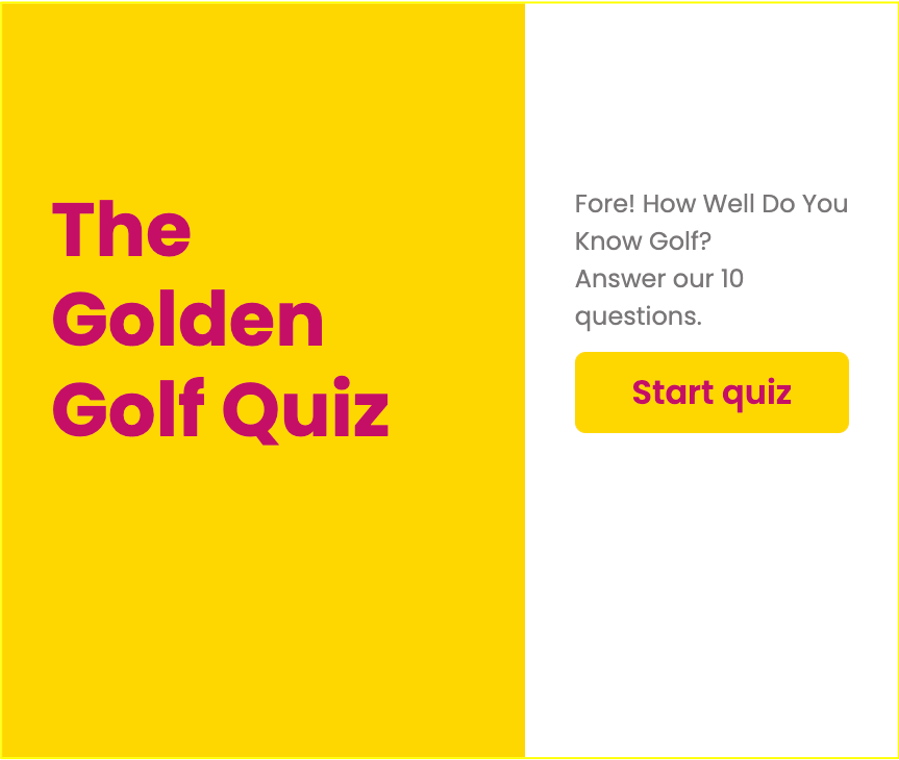 The
Golden
Golf Quiz
Fore! How Well Do You
Know Golf?
Answer our 10
questions.
Start quiz